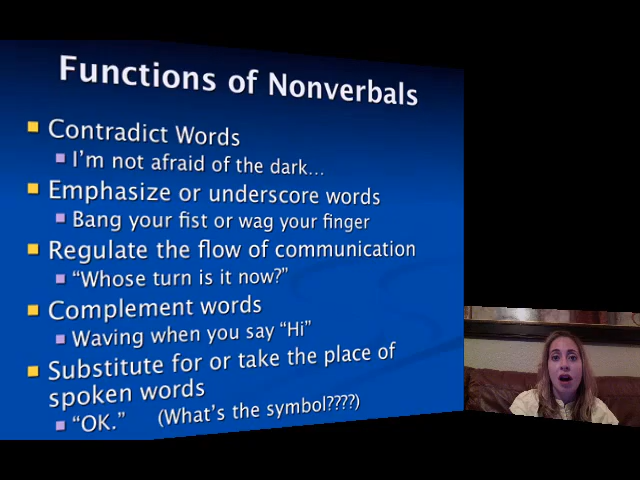 Functions of Nonverbals
Contradict Words
I'm not afraid of the dark...
Emphasize or underscore words
Bang your fist or wag your finger
Regulate the flow of communication
"Whose turn is it now?"
Complement words
Waving when you say "Hi"
Substitute for or take the place of
spoken words
"OK." (What's the symbol????)